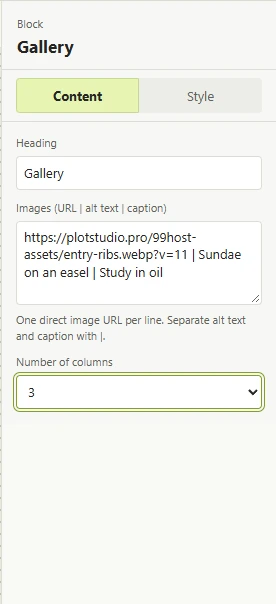 Block
Gallery
Content
Style
Heading
Gallery
Images (URL | alt text | caption)
https://plotstudio.pro/99host-
assets/entry-ribs.webp?v=11 | Sundae
on an easel | Study in oil
One direct image URL per line. Separate alt text
and caption with |.
Number of columns
3